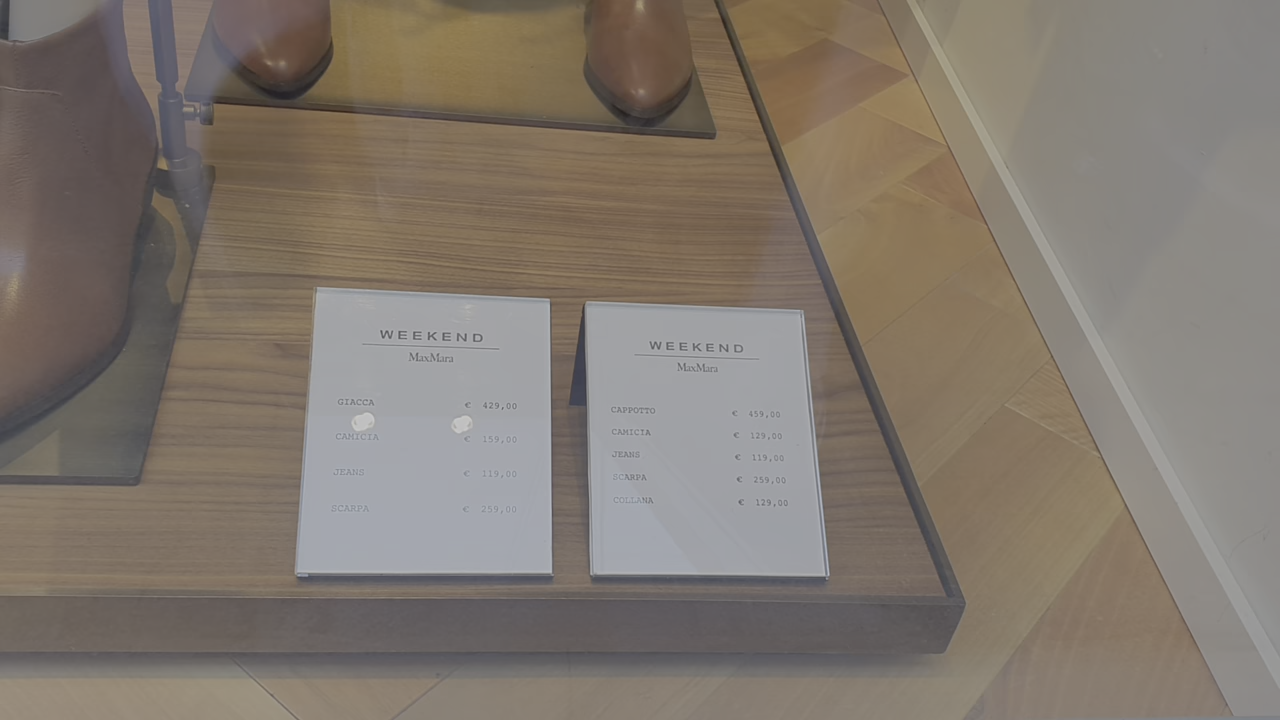 WEEKEND
MaxMara
GIACCA € 429,00
CAMICIA € 159,00
JEANS € 119,00
SCARPA € 259,00
WEEKEND
MaxMara
CAPPOTTO € 459,00
CAMICIA € 129,00
JEANS € 119,00
SCARPA € 259,00
COLLANA € 129,00